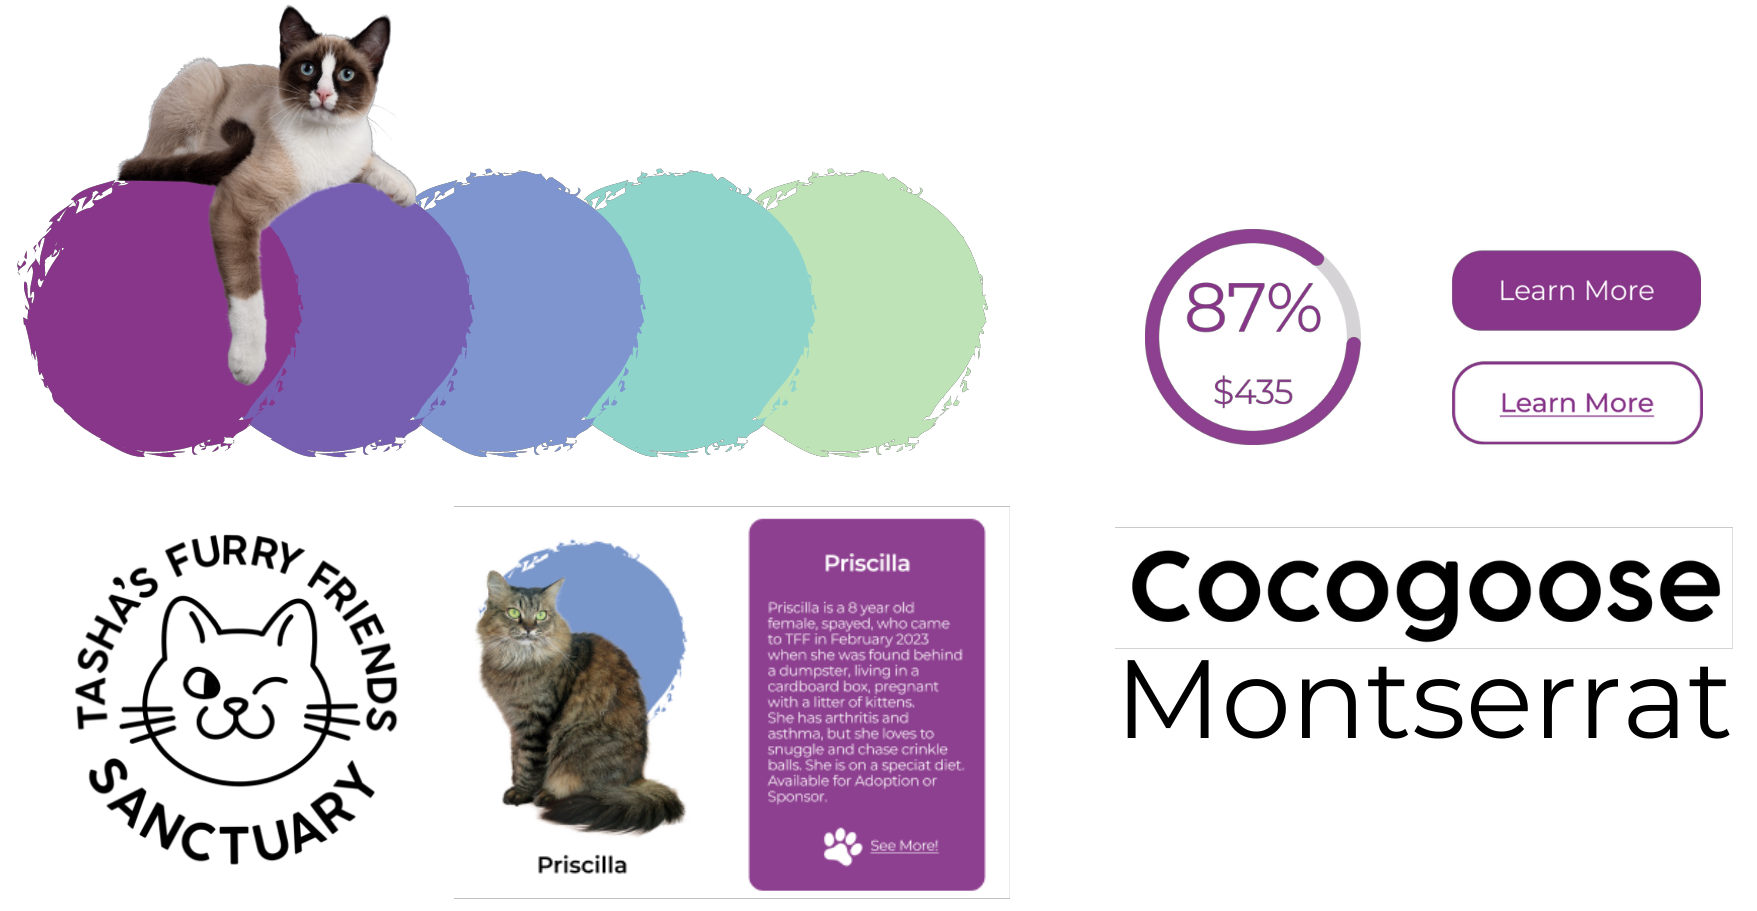 87%
$435
Learn More
Learn More
TASHA'S FURRY FRIENDS
SANCTUARY
Priscilla
Priscilla
Priscilla is a 8 year old
female, spayed, who came
to TFF in February 2023
when she was found behind
a dumpster, living in a
cardboard box, pregnant
with a litter of kittens.
She has arthritis and
asthma, but she loves to
snuggle and chase crinkle
balls. She is on a speciat diet.
Available for Adoption or
Sponsor.
See More!
Cocogoose
Montserrat